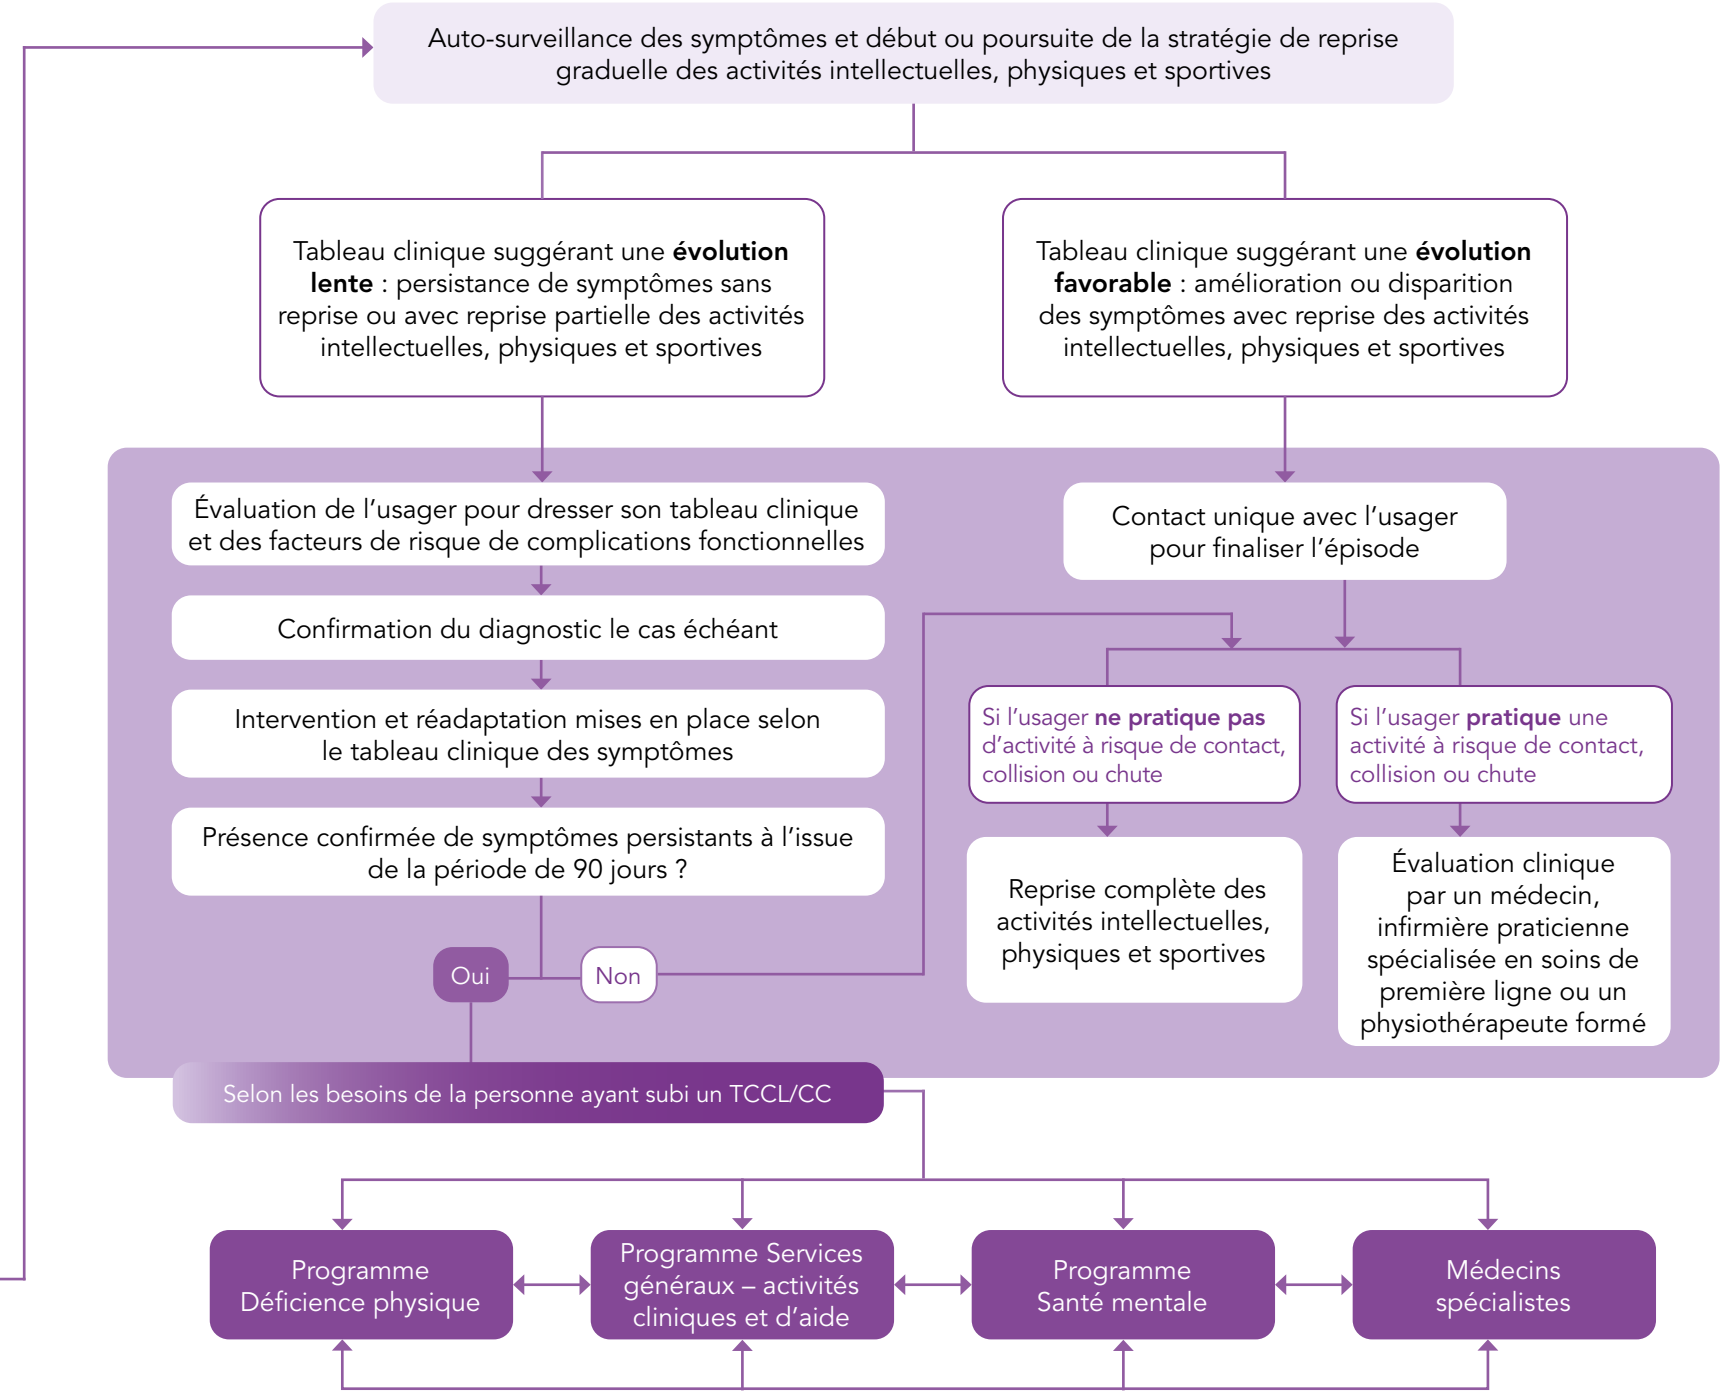 Auto-surveillance des symptômes et début ou poursuite de la stratégie de reprise
graduelle des activités intellectuelles, physiques et sportives
Tableau clinique suggérant une évolution
lente : persistance de symptômes sans
reprise ou avec reprise partielle des activités
intellectuelles, physiques et sportives
Tableau clinique suggérant une évolution
favorable : amélioration ou disparition
des symptômes avec reprise des activités
intellectuelles, physiques et sportives
Évaluation de l'usager pour dresser son tableau clinique
et des facteurs de risque de complications fonctionnelles
Confirmation du diagnostic le cas échéant
Intervention et réadaptation mises en place selon
le tableau clinique des symptômes
Présence confirmée de symptômes persistants à l'issue
de la période de 90 jours ?
Oui
Non
Contact unique avec l'usager
pour finaliser l'épisode
Si l'usager ne pratique pas
d'activité à risque de contact,
collision ou chute
Si l'usager pratique une
activité à risque de contact,
collision ou chute
Reprise complète des
activités intellectuelles,
physiques et sportives
Évaluation clinique
par un médecin,
infirmière praticienne
spécialisée en soins de
première ligne ou un
physiothérapeute formé
Selon les besoins de la personne ayant subi un TCCL/CC
Programme
Déficience physique
Programme Services
généraux – activités
cliniques et d'aide
Programme
Santé mentale
Médecins
spécialistes